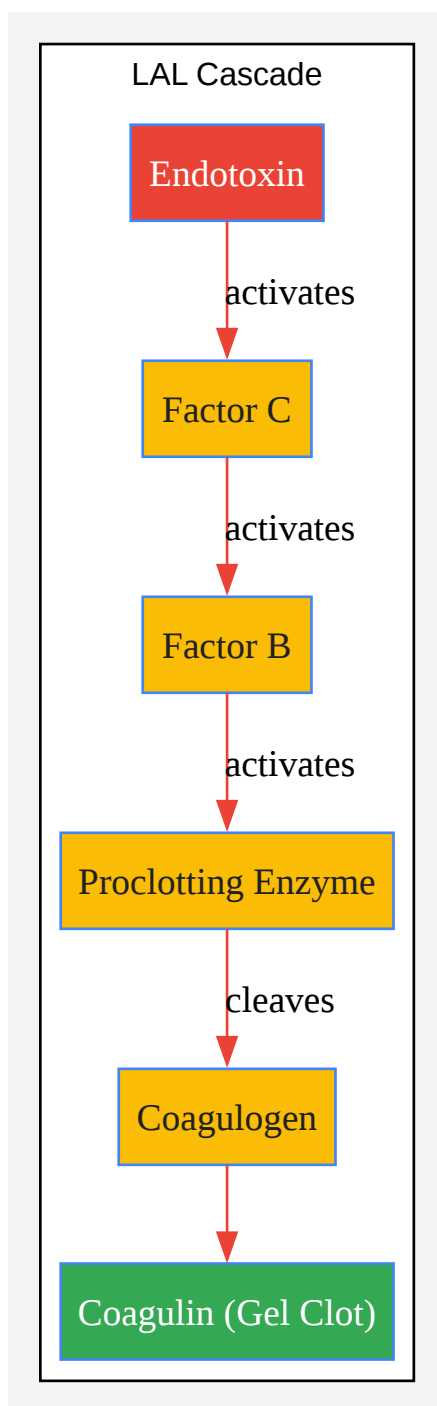 LAL Cascade
Endotoxin
activates
Factor C
activates
Factor B
activates
Proclotting Enzyme
cleaves
Coagulogen
Coagulin (Gel Clot)